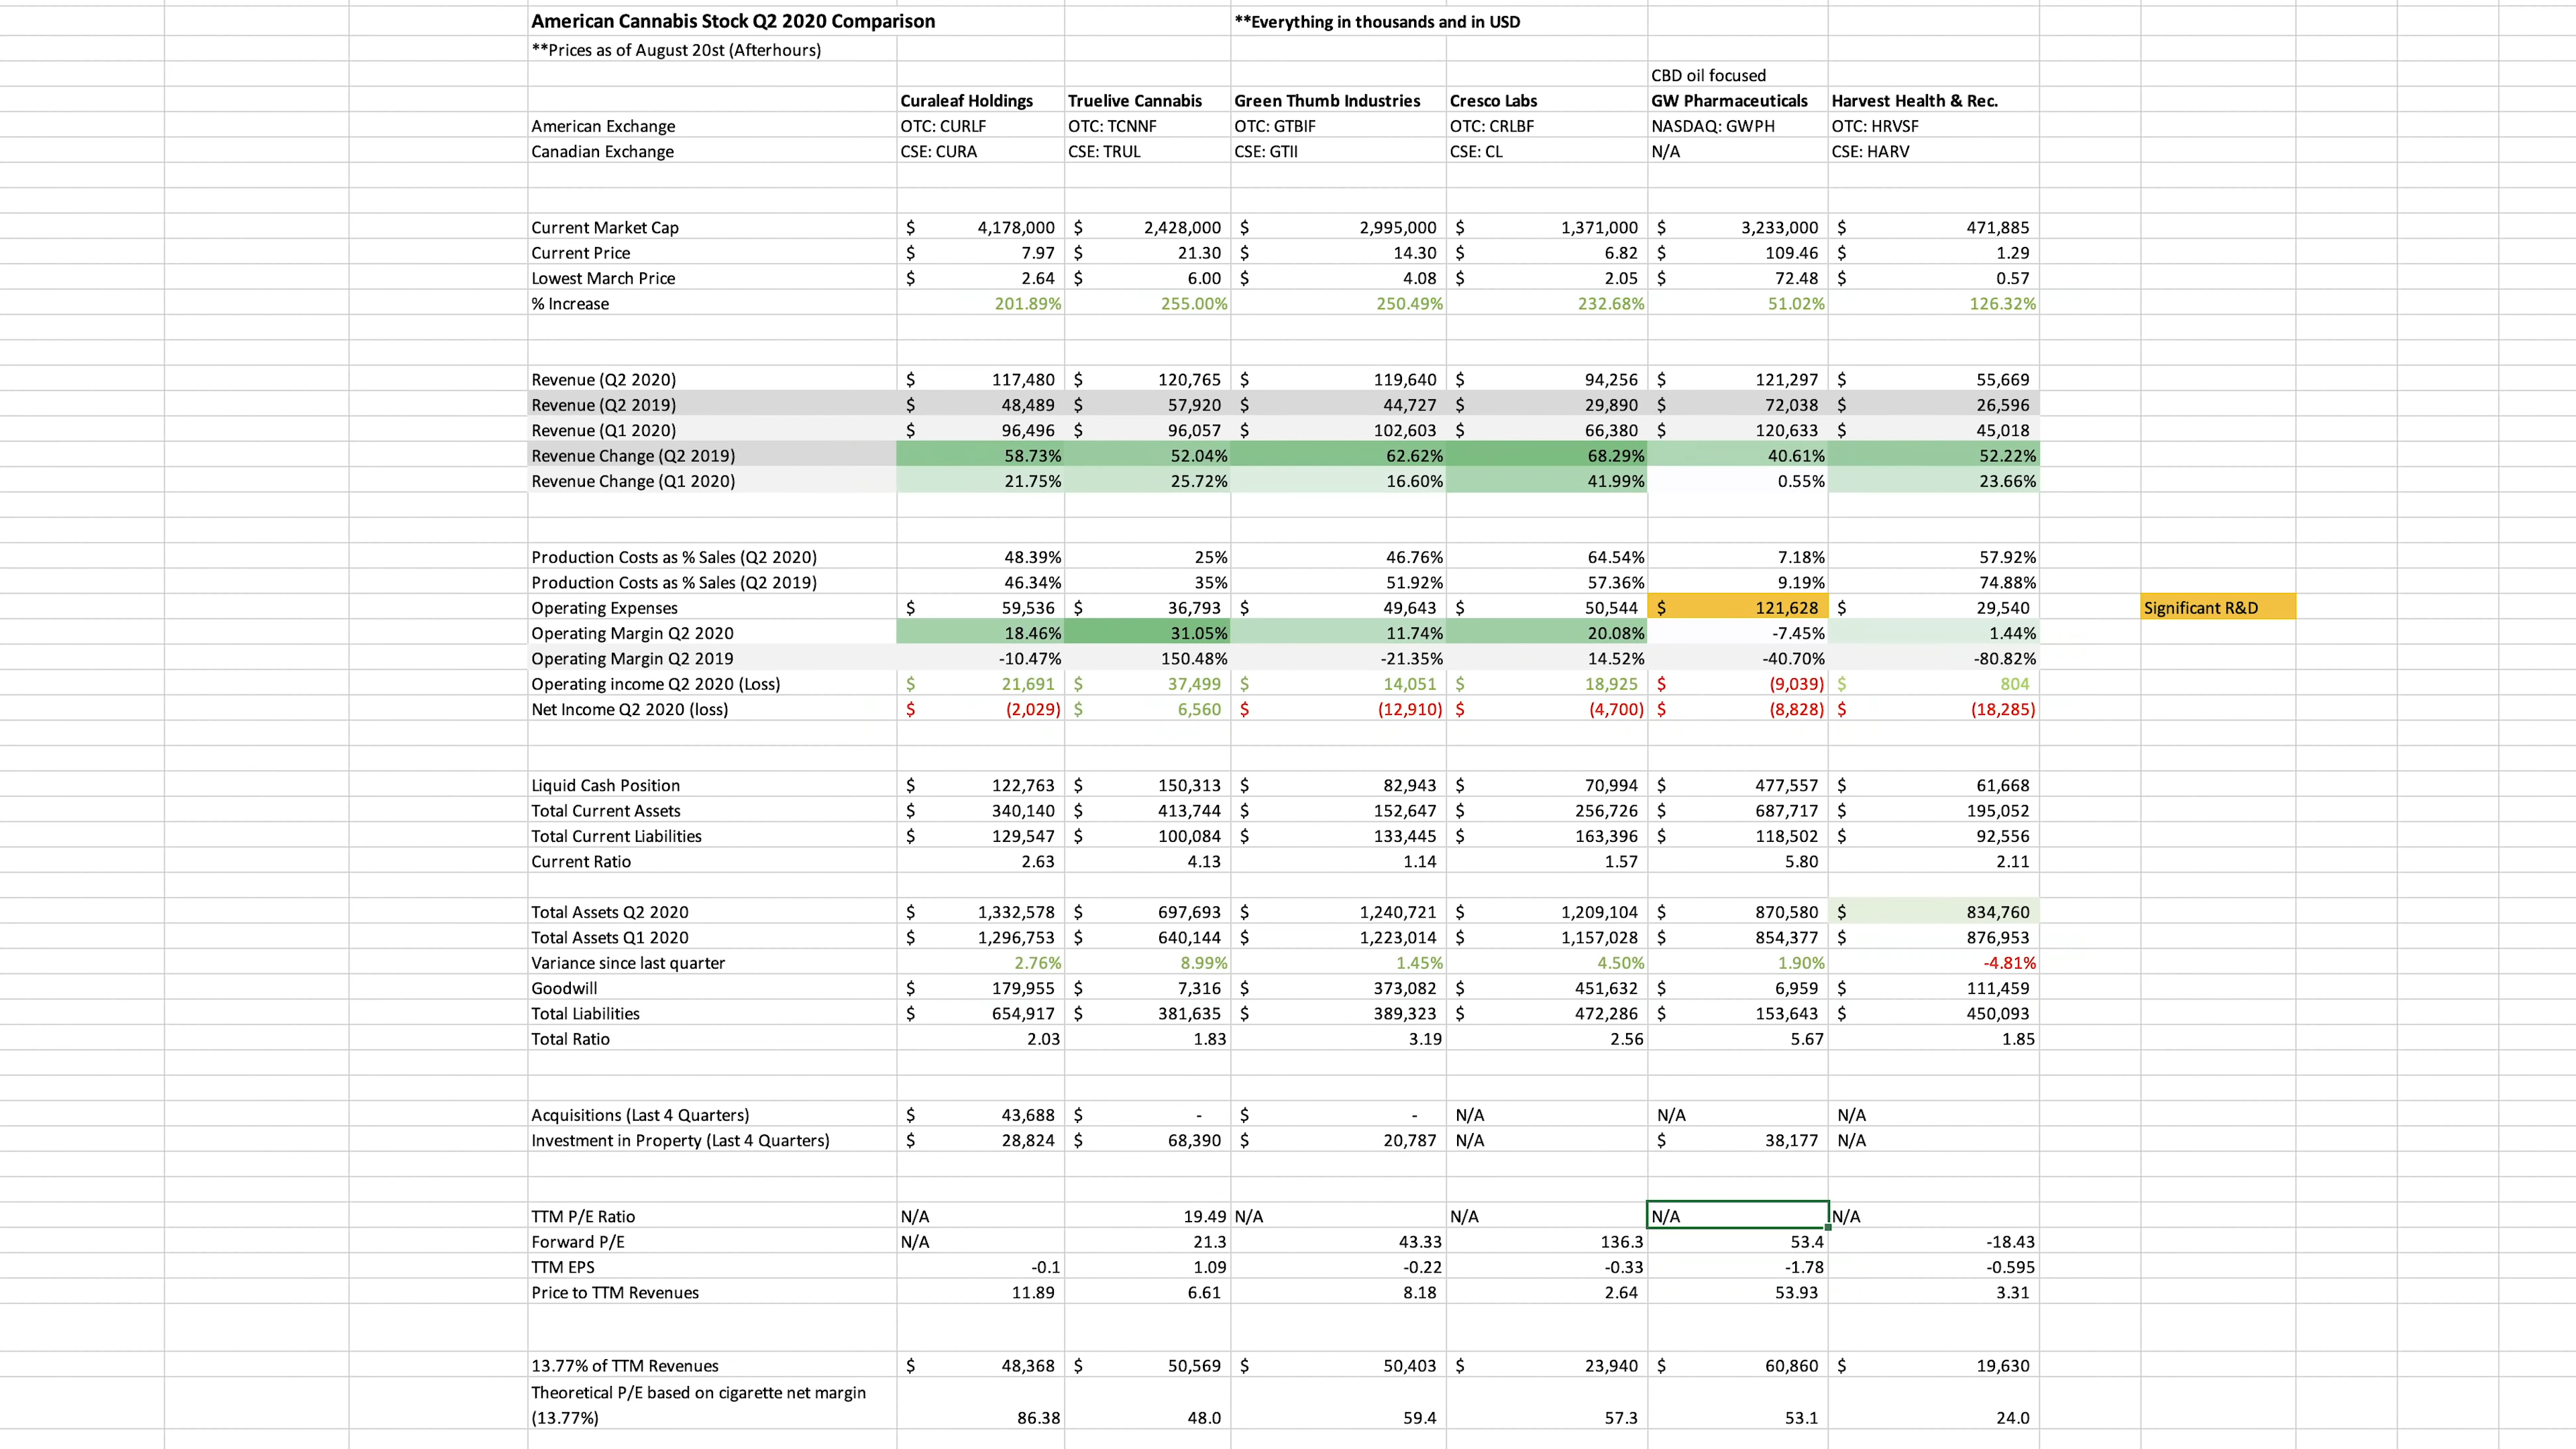 American Cannabis Stock Q2 2020 Comparison **Everything in thousands and in USD
**Prices as of August 20st (Afterhours)
CBD oil focused
Curaleaf Holdings Truelive Cannabis Green Thumb Industries Cresco Labs GW Pharmaceuticals Harvest Health & Rec.
American Exchange OTC: CURLF OTC: TCNNF OTC: GTBIF OTC: CRLBF NASDAQ: GWPH OTC: HRVSF
Canadian Exchange CSE: CURA CSE: TRUL CSE: GTII CSE: CL N/A CSE: HARV
Current Market Cap $ 4,178,000 $ 2,428,000 $ 2,995,000 $ 1,371,000 $ 3,233,000 $ 471,885
Current Price $ 7.97 $ 21.30 $ 14.30 $ 6.82 $ 109.46 $ 1.29
Lowest March Price $ 2.64 $ 6.00 $ 4.08 $ 2.05 $ 72.48 $ 0.57
% Increase 201.89% 255.00% 250.49% 232.68% 51.02% 126.32%
Revenue (Q2 2020) $ 117,480 $ 120,765 $ 119,640 $ 94,256 $ 121,297 $ 55,669
Revenue (Q2 2019) $ 48,489 $ 57,920 $ 44,727 $ 29,890 $ 72,038 $ 26,596
Revenue (Q1 2020) $ 96,496 $ 96,057 $ 102,603 $ 66,380 $ 120,633 $ 45,018
Revenue Change (Q2 2019) 58.73% 52.04% 62.62% 68.29% 40.61% 52.22%
Revenue Change (Q1 2020) 21.75% 25.72% 16.60% 41.99% 0.55% 23.66%
Production Costs as % Sales (Q2 2020) 48.39% 25% 46.76% 64.54% 7.18% 57.92%
Production Costs as % Sales (Q2 2019) 46.34% 35% 51.92% 57.36% 9.19% 74.88%
Operating Expenses $ 59,536 $ 36,793 $ 49,643 $ 50,544 $ 121,628 $ 29,540 Significant R&D
Operating Margin Q2 2020 18.46% 31.05% 11.74% 20.08% -7.45% 1.44%
Operating Margin Q2 2019 -10.47% 150.48% -21.35% 14.52% -40.70% -80.82%
Operating income Q2 2020 (Loss) $ 21,691 $ 37,499 $ 14,051 $ 18,925 $ (9,039) $ 804
Net Income Q2 2020 (loss) $ (2,029) $ 6,560 $ (12,910) $ (4,700) $ (8,828) $ (18,285)
Liquid Cash Position $ 122,763 $ 150,313 $ 82,943 $ 70,994 $ 477,557 $ 61,668
Total Current Assets $ 340,140 $ 413,744 $ 152,647 $ 256,726 $ 687,717 $ 195,052
Total Current Liabilities $ 129,547 $ 100,084 $ 133,445 $ 163,396 $ 118,502 $ 92,556
Current Ratio 2.63 4.13 1.14 1.57 5.80 2.11
Total Assets Q2 2020 $ 1,332,578 $ 697,693 $ 1,240,721 $ 1,209,104 $ 870,580 $ 834,760
Total Assets Q1 2020 $ 1,296,753 $ 640,144 $ 1,223,014 $ 1,157,028 $ 854,377 $ 876,953
Variance since last quarter 2.76% 8.99% 1.45% 4.50% 1.90% -4.81%
Goodwill $ 179,955 $ 7,316 $ 373,082 $ 451,632 $ 6,959 $ 111,459
Total Liabilities $ 654,917 $ 381,635 $ 389,323 $ 472,286 $ 153,643 $ 450,093
Total Ratio 2.03 1.83 3.19 2.56 5.67 1.85
Acquisitions (Last 4 Quarters) $ 43,688 $ - $ - N/A N/A N/A
Investment in Property (Last 4 Quarters) $ 28,824 $ 68,390 $ 20,787 N/A $ 38,177 N/A
TTM P/E Ratio N/A 19.49 N/A N/A N/A N/A
Forward P/E N/A 21.3 43.33 136.3 53.4 -18.43
TTM EPS -0.1 1.09 -0.22 -0.33 -1.78 -0.595
Price to TTM Revenues 11.89 6.61 8.18 2.64 53.93 3.31
13.77% of TTM Revenues $ 48,368 $ 50,569 $ 50,403 $ 23,940 $ 60,860 $ 19,630
Theoretical P/E based on cigarette net margin
(13.77%) 86.38 48.0 59.4 57.3 53.1 24.0